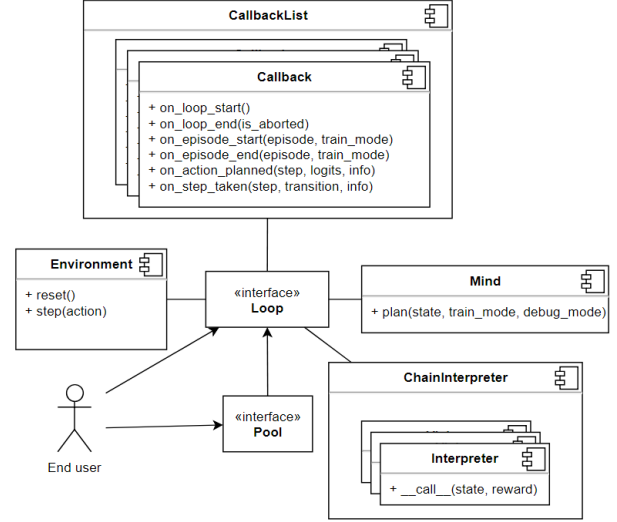 CallbackList
Callback
+ on_loop_start()
+ on_loop_end(is_aborted)
+ on_episode_start(episode, train_mode)
+ on_episode_end(episode, train_mode)
+ on_action_planned(step, logits, info)
+ on_step_taken(step, transition, info)
Environment
+ reset()
+ step(action)
«interface»
Loop
Mind
+ plan(state, train_mode, debug_mode)
«interface»
Pool
End user
ChainInterpreter
Interpreter
+ __call__(state, reward)